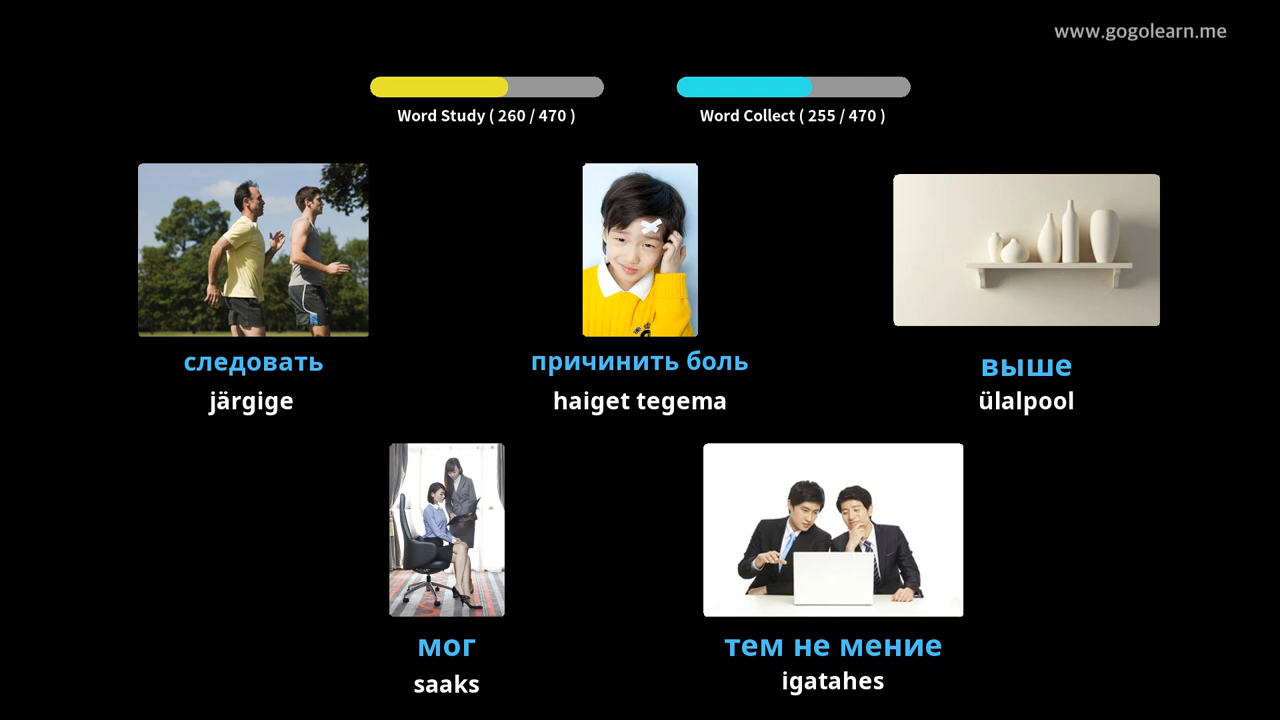 www.gogolearn.me
Word Study ( 260 / 470 )
Word Collect ( 255 / 470 )
следовать
järgige
причинить боль
haiget tegema
выше
ülalpool
мог
saaks
тем не мение
igatahes